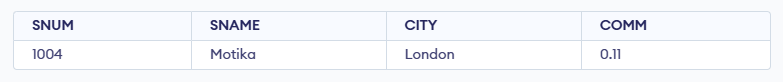 SNUM SNAME CITY COMM
1004 Motika London 0.11